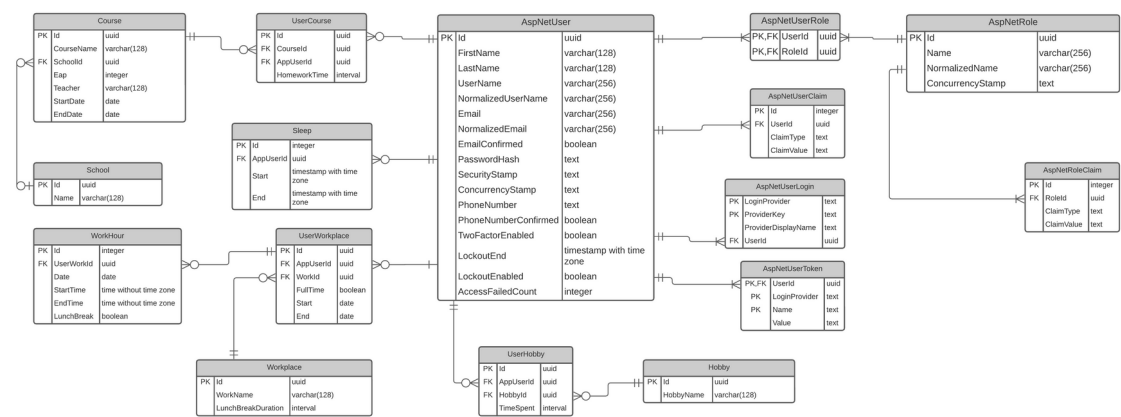 Course
PK Id uuid
CourseName varchar(128)
FK SchoolId uuid
Eap integer
Teacher varchar(128)
StartDate date
EndDate date
UserCourse
PK Id uuid
FK CourseId uuid
FK AppUserId uuid
HomeworkTime interval
AspNetUser
PK Id uuid
FirstName varchar(128)
LastName varchar(128)
UserName varchar(256)
NormalizedUserName varchar(256)
Email varchar(256)
NormalizedEmail varchar(256)
EmailConfirmed boolean
PasswordHash text
SecurityStamp text
ConcurrencyStamp text
PhoneNumber text
PhoneNumberConfirmed boolean
TwoFactorEnabled boolean
LockoutEnd timestamp with time
zone
LockoutEnabled boolean
AccessFailedCount integer
AspNetUserRole
PK,FK UserId uuid
PK,FK RoleId uuid
AspNetRole
PK Id uuid
Name varchar(256)
NormalizedName varchar(256)
ConcurrencyStamp text
AspNetUserClaim
PK Id integer
FK UserId uuid
ClaimType text
ClaimValue text
Sleep
PK Id integer
FK AppUserId uuid
Start timestamp with time
zone
End timestamp with time
zone
School
PK Id uuid
Name varchar(128)
AspNetRoleClaim
PK Id integer
FK RoleId uuid
ClaimType text
ClaimValue text
AspNetUserLogin
PK LoginProvider text
PK ProviderKey text
ProviderDisplayName text
FK UserId uuid
WorkHour
PK Id integer
FK UserWorkId uuid
Date date
StartTime time without time zone
EndTime time without time zone
LunchBreak boolean
UserWorkplace
PK Id uuid
FK AppUserId uuid
FK WorkId uuid
FullTime boolean
Start date
End date
AspNetUserToken
PK,FK UserId uuid
PK LoginProvider text
PK Name text
Value text
Workplace
PK Id uuid
WorkName varchar(128)
LunchBreakDuration interval
UserHobby
PK Id uuid
FK AppUserId uuid
FK HobbyId uuid
TimeSpent interval
Hobby
PK Id uuid
HobbyName varchar(128)